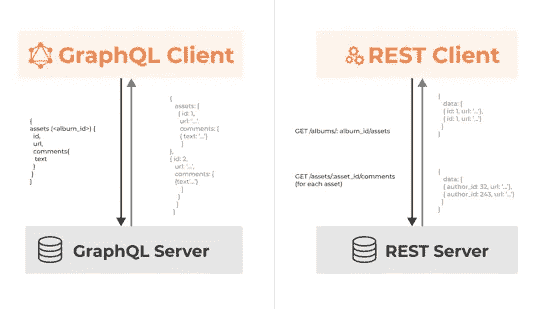 GraphQL Client
{
assets (<album_id>) {
id,
url,
comments{
text
}
}
}
{
assets: [
{ id: 1,
url: '...',
comments: [
{ text: '...'}
]
},
{ id: 2,
url: '...',
comments: [
{text'...'}
]
}
]
}
GraphQL Server
REST Client
GET /albums/: album_id/assets
{
data: [
{ id: 1, url: '...'},
{ id: 1, url: '...'}
]
}
GET /assets/:asset_id/comments
(for each asset)
{
data: [
{ author_id: 32, url: '...'},
{ author_id: 243, url: '...'}
]
}
REST Server